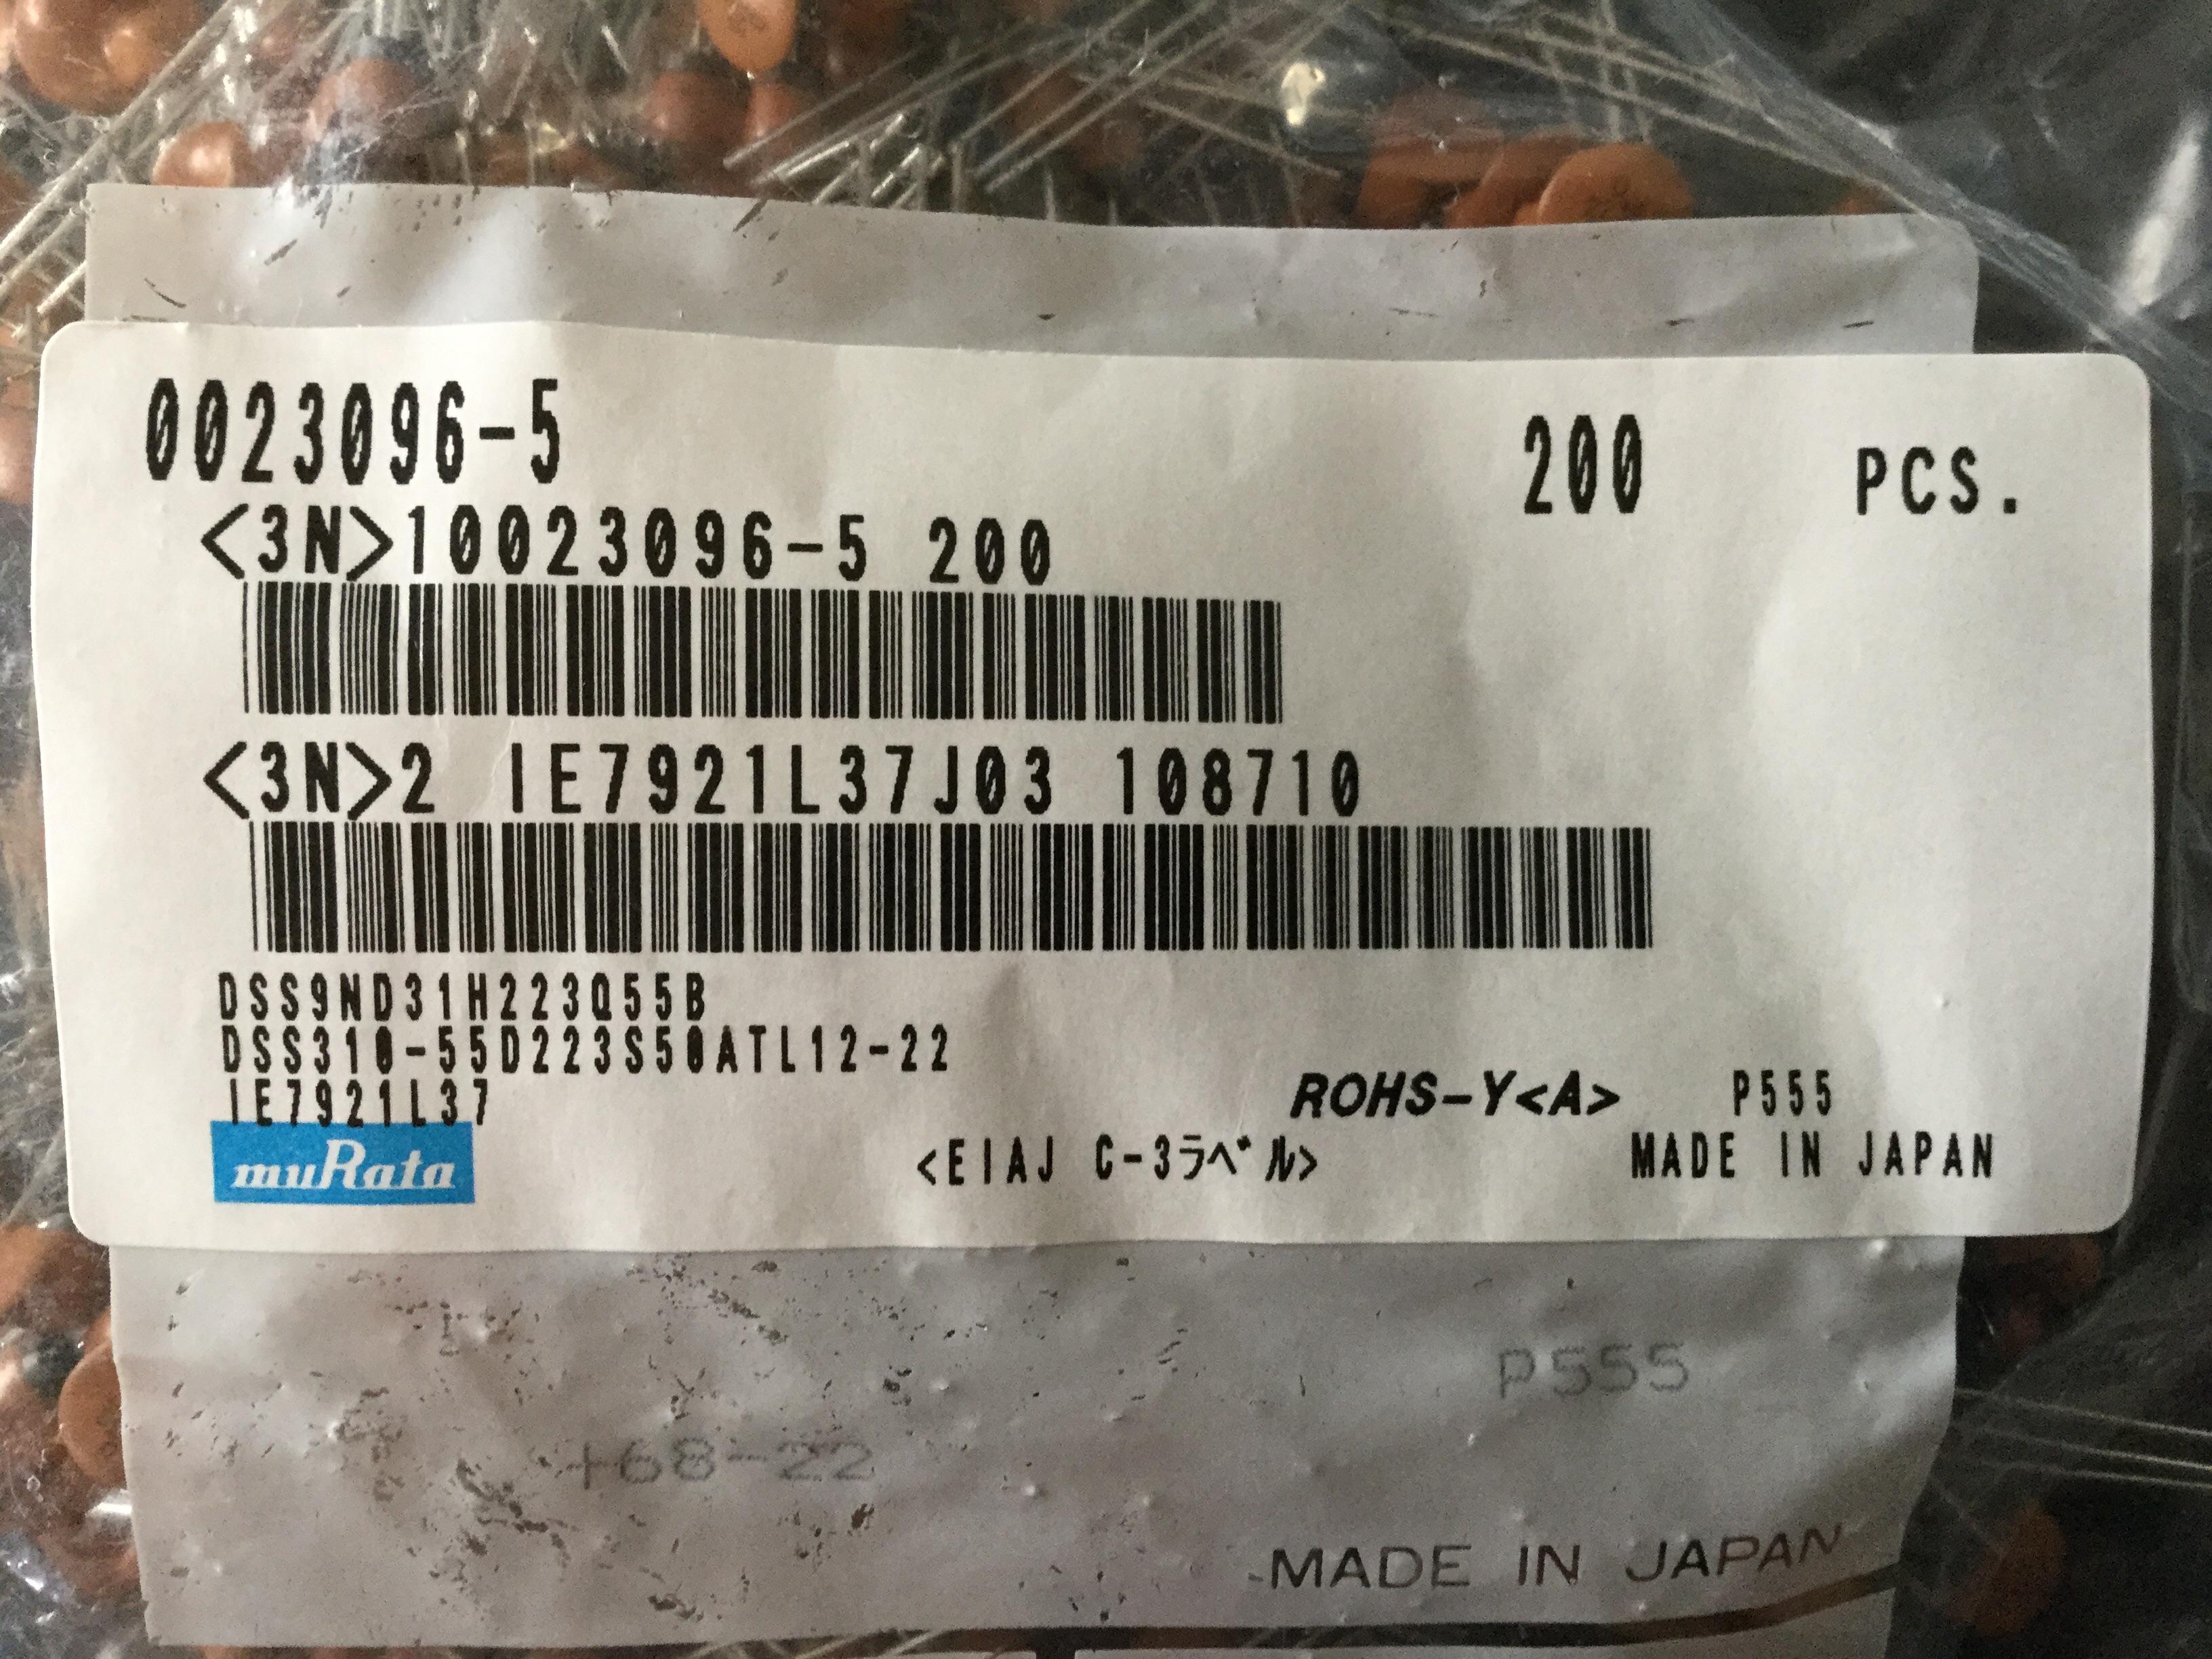 0023096-5 200 PCS.
<3N>10023096-5 200
<3N>2 IE7921L37J03 108710
DSS9ND31H223Q55B
DSS310-55D223S50ATL12-22
IE7921L37
ROHS-Y<A> P555
muRata <EIAJ C-3ラベル> MADE IN JAPAN
P555
+68-22
MADE IN JAPAN